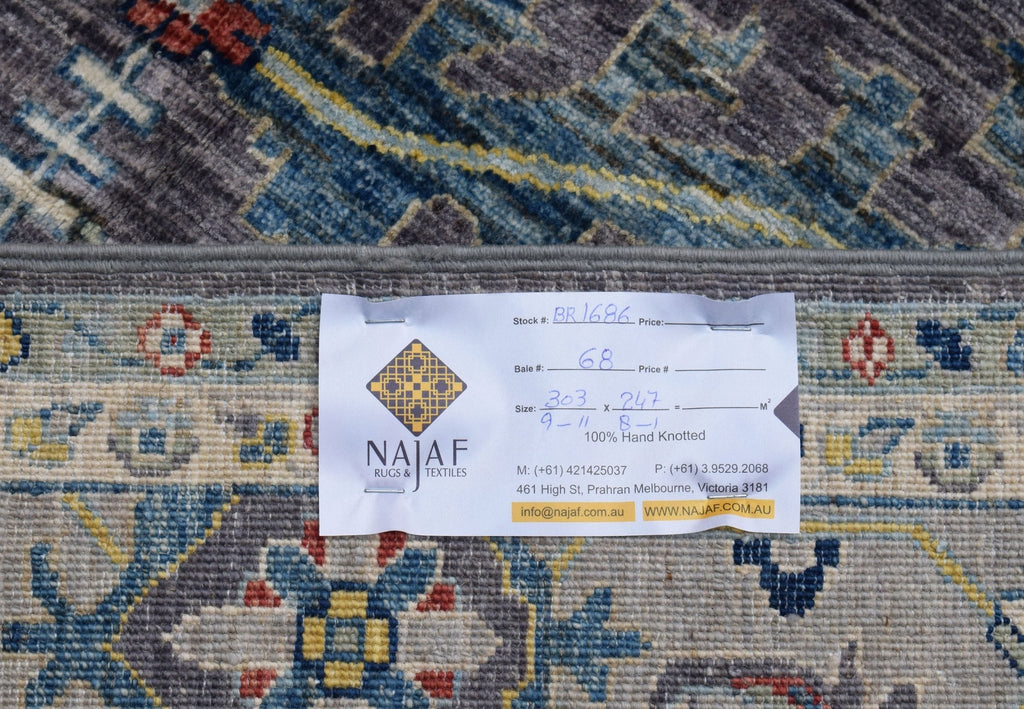 NAJAF
RUGS & TEXTILES
Stock #: BR1686 Price:
Bale #: 68 Price #
Size: 303 X 247 = M²
9-11 8-1
100% Hand Knotted
M: (+61) 421425037 P: (+61) 3.9529.2068
461 High St, Prahran Melbourne, Victoria 3181
info@najaf.com.au WWW.NAJAF.COM.AU